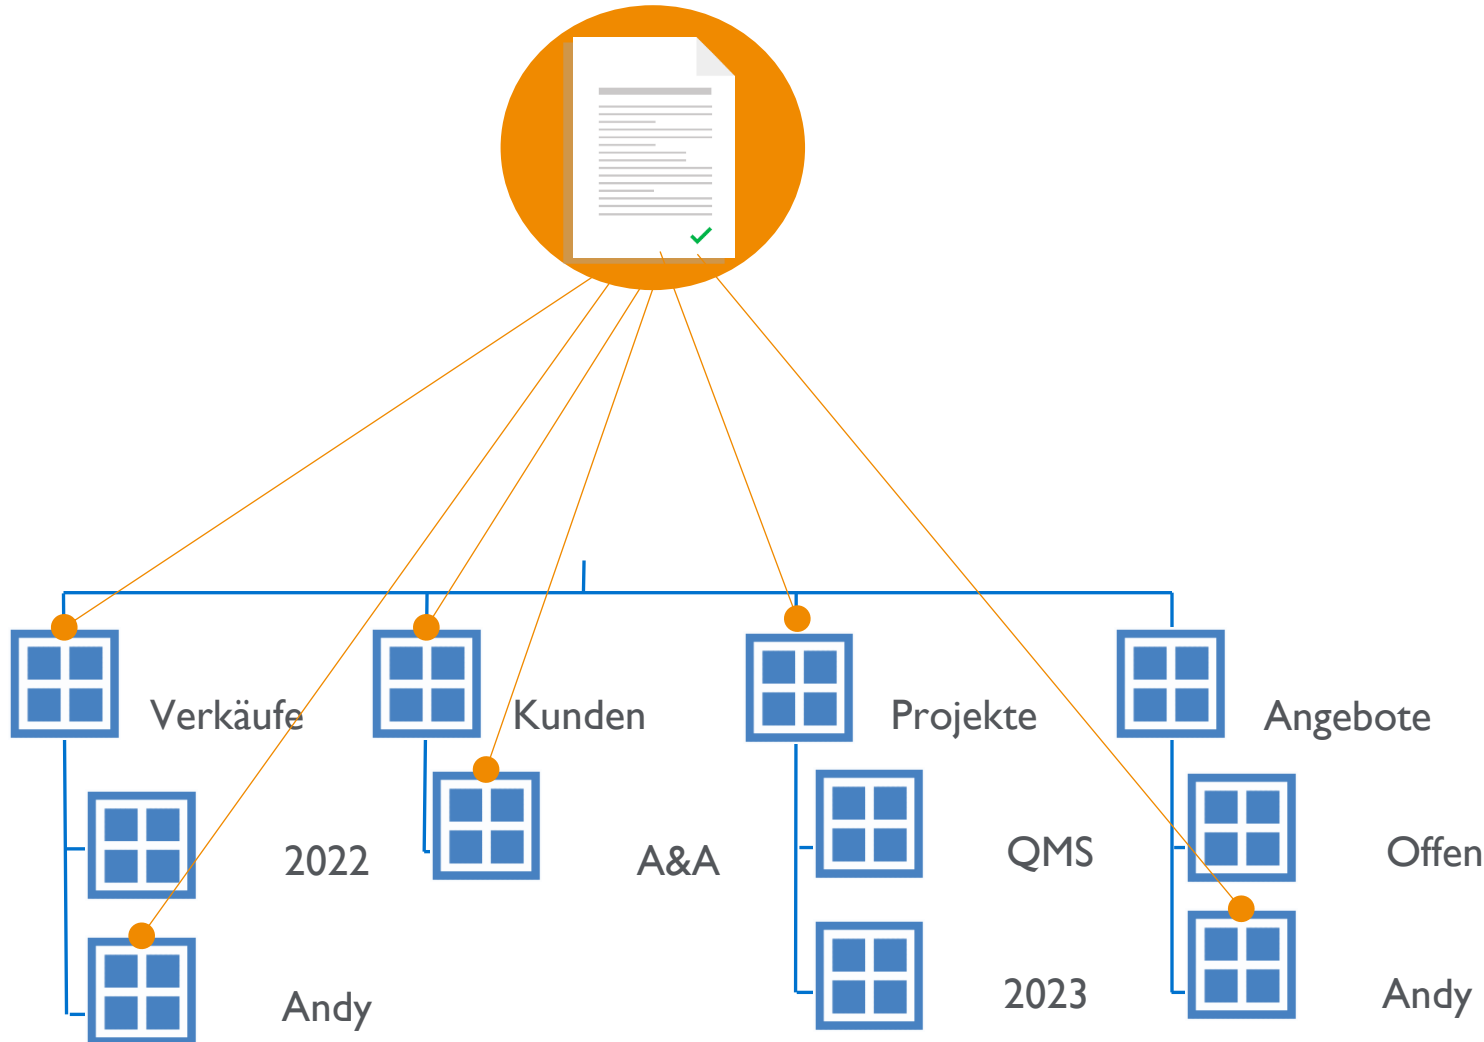 Verkäufe
Kunden
Projekte
Angebote
2022
A&A
QMS
Offen
Andy
2023
Andy